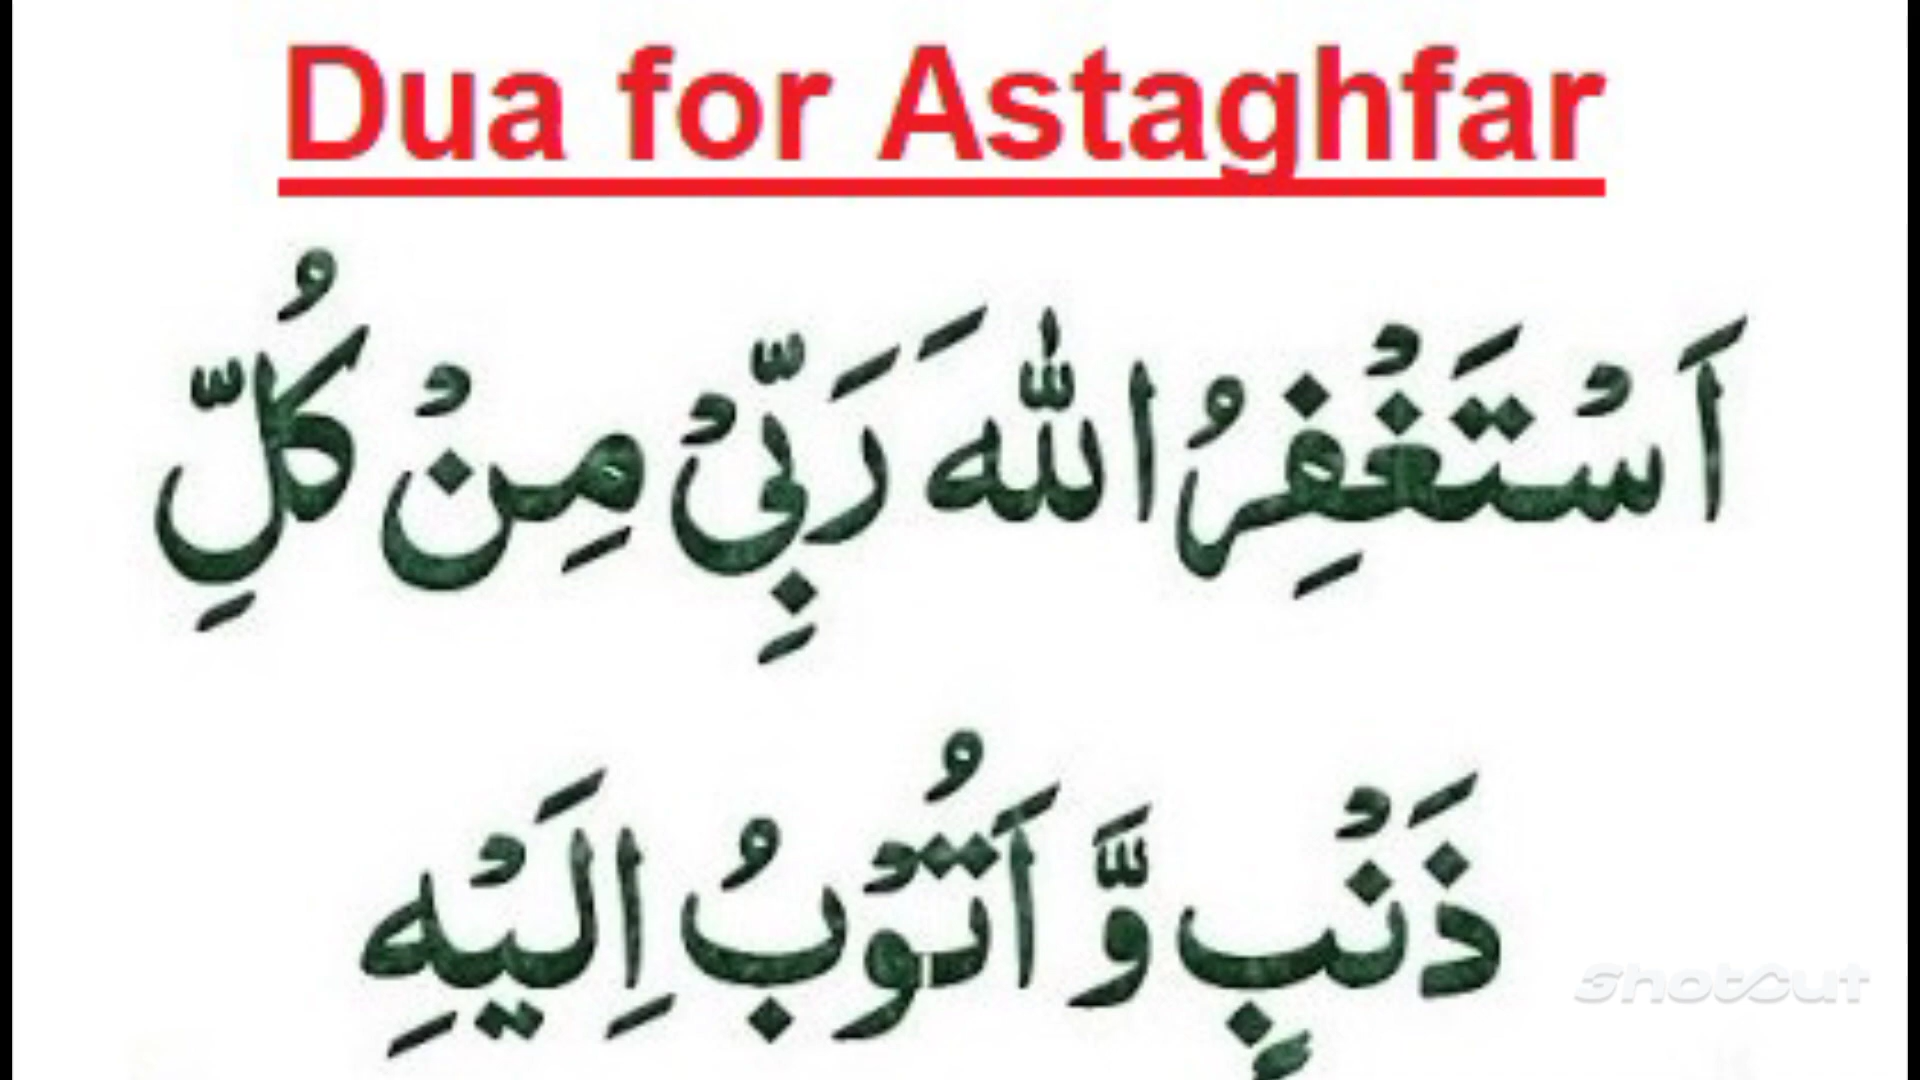 Dua for Astaghfar
اَسْتَغْفِرُ اللّٰهَ رَبِّىْ مِنْ كُلِّ
ذَنْۢبٍ وَّ اَتُوْبُ اِلَيْهِ
ShotCut